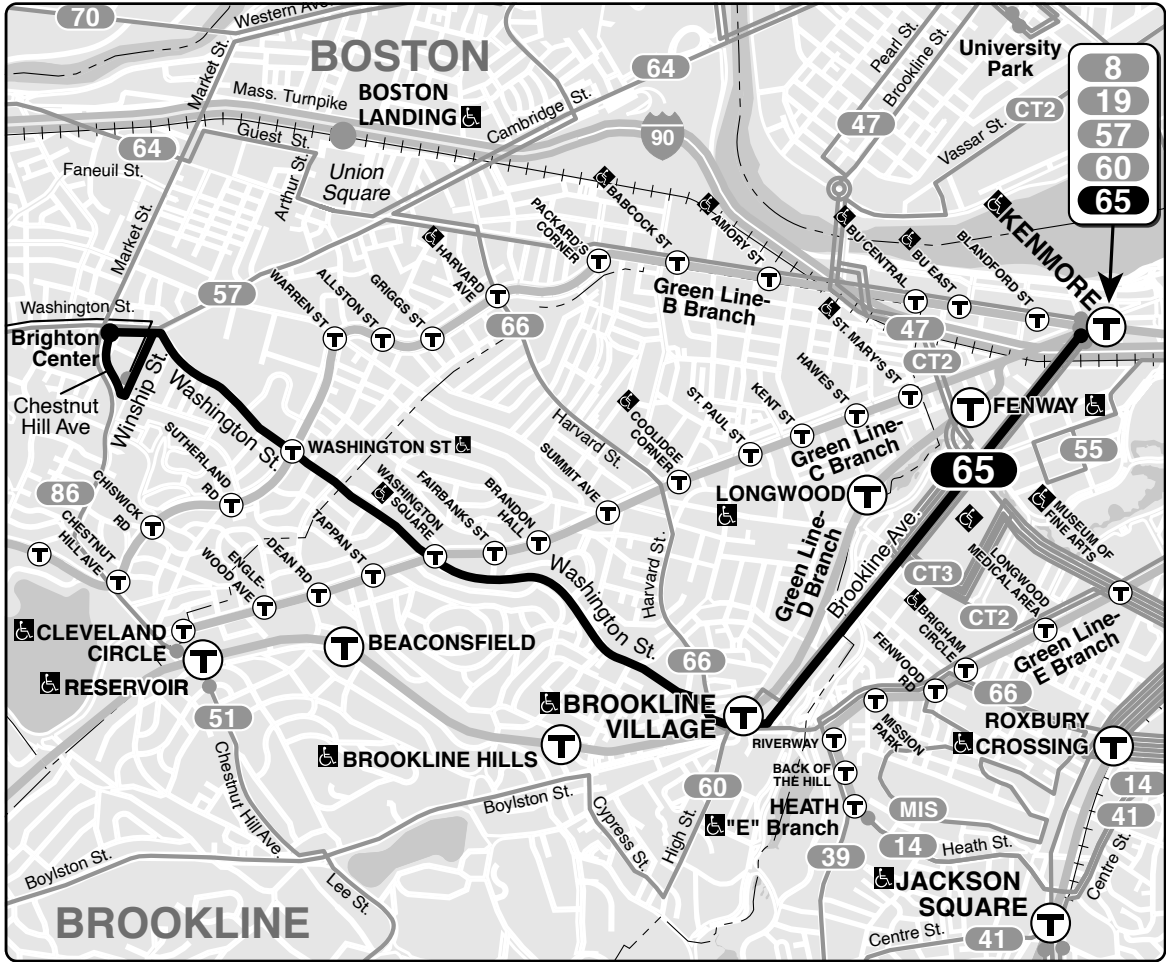 70
Western Ave.
BOSTON
64
University
Park
Pearl St.
Brookline St.
8
19
57
60
65
Market St.
Mass. Turnpike
BOSTON
LANDING
Cambridge St.
90
47
CT2
Vassar St.
64
Guest St.
Faneuil St.
Arthur St.
Union
Square
Market St.
PACKARD'S
CORNER
BABCOCK ST
AMORY ST
BU CENTRAL
BU EAST
BLANDFORD ST
KENMORE
HARVARD
AVE
Green Line-
B Branch
Washington St.
57
WARREN ST
ALLSTON ST
GRIGGS ST
66
47
CT2
ST. MARY'S ST
Brighton
Center
Chestnut
Hill Ave
Winship St.
Washington St.
HAWES ST
KENT ST
ST. PAUL ST
COOLIDGE
CORNER
Harvard St.
FENWAY
WASHINGTON ST
Green Line-
C Branch
55
65
LONGWOOD
SUTHERLAND
RD
86
CHISWICK
RD
CHESTNUT
HILL AVE
WASHINGTON
SQUARE
FAIRBANKS ST
BRANDON
HALL
SUMMIT AVE
TAPPAN ST
DEAN RD
ENGLE-
WOOD AVE
Washington St.
Harvard St.
Green Line-
D Branch
Brookline Ave.
MUSEUM OF
FINE ARTS
LONGWOOD
MEDICAL AREA
CT3
CT2
BRIGHAM
CIRCLE
FENWOOD
RD
Green Line-
E Branch
CLEVELAND
CIRCLE
RESERVOIR
BEACONSFIELD
66
66
BROOKLINE
VILLAGE
51
BROOKLINE HILLS
RIVERWAY
MISSION
PARK
ROXBURY
CROSSING
BACK OF
THE HILL
Chestnut Hill Ave.
60
HEATH
"E" Branch
MIS
14
41
Boylston St.
Cypress St.
High St.
39
14
Heath St.
Centre St.
Boylston St.
Lee St.
JACKSON
SQUARE
BROOKLINE
Centre St.
41